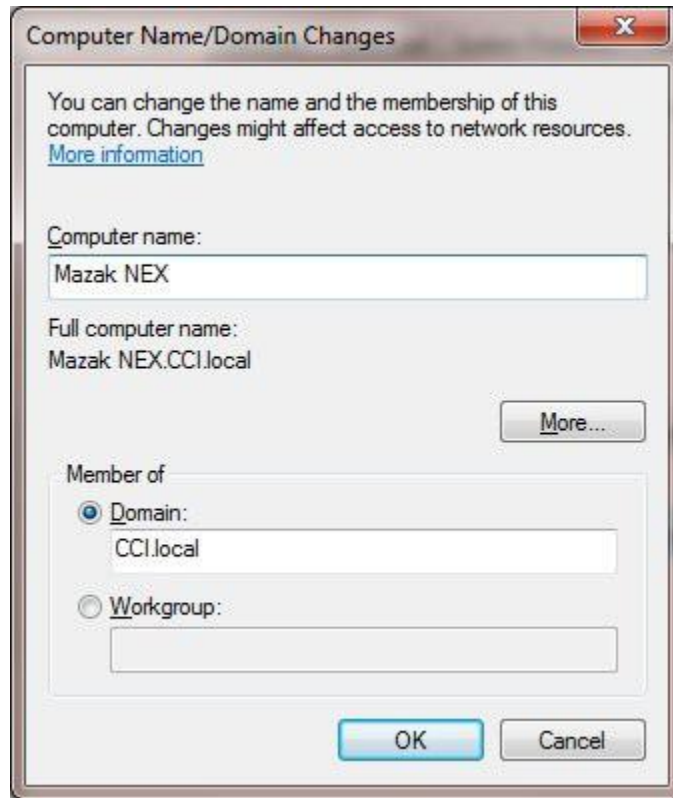 Computer Name/Domain Changes
You can change the name and the membership of this
computer. Changes might affect access to network resources.
More information
Computer name:
Mazak NEX
Full computer name:
Mazak NEX.CCI.local
More...
Member of
Domain:
CCI.local
Workgroup:
OK
Cancel